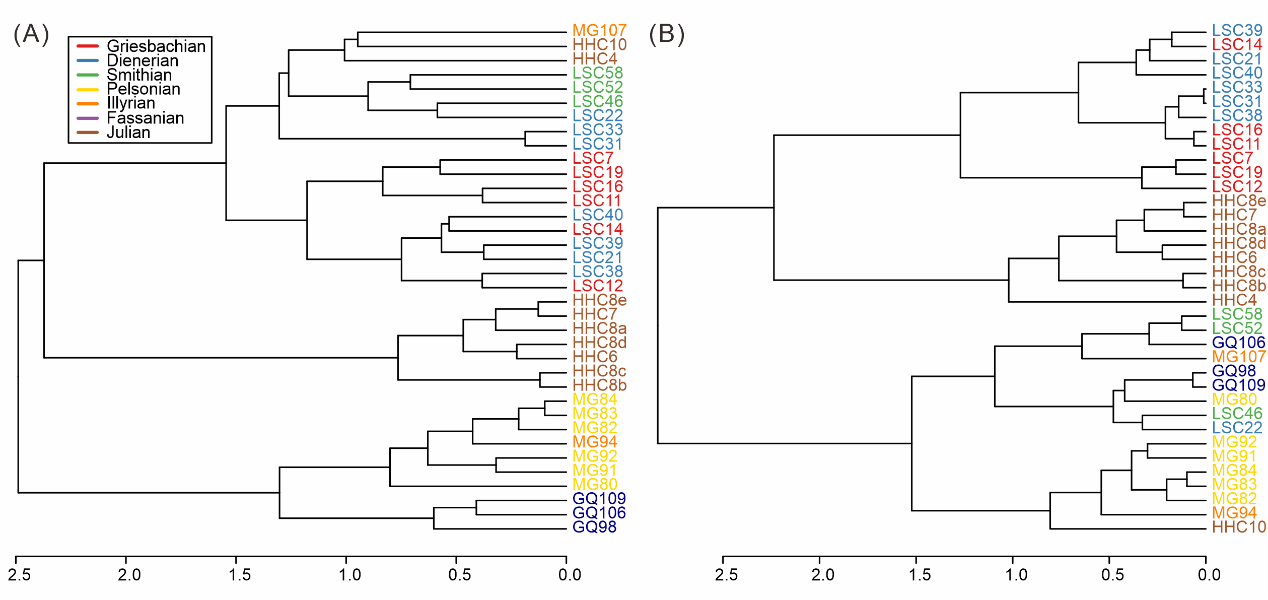 (A)
Griesbachian
Dienerian
Smithian
Pelsonian
Illyrian
Fassanian
Julian
MG107
HHC10
HHC4
LSC58
LSC52
LSC46
LSC22
LSC33
LSC31
LSC7
LSC19
LSC16
LSC11
LSC40
LSC14
LSC39
LSC21
LSC38
LSC12
HHC8e
HHC7
HHC8a
HHC8d
HHC6
HHC8c
HHC8b
MG84
MG83
MG82
MG94
MG92
MG91
MG80
GQ109
GQ106
GQ98
2.5 2.0 1.5 1.0 0.5 0.0
(B)
LSC39
LSC14
LSC21
LSC40
LSC33
LSC31
LSC38
LSC16
LSC11
LSC7
LSC19
LSC12
HHC8e
HHC7
HHC8a
HHC8d
HHC6
HHC8c
HHC8b
HHC4
LSC58
LSC52
GQ106
MG107
GQ98
GQ109
MG80
LSC46
LSC22
MG92
MG91
MG84
MG83
MG82
MG94
HHC10
2.5 2.0 1.5 1.0 0.5 0.0